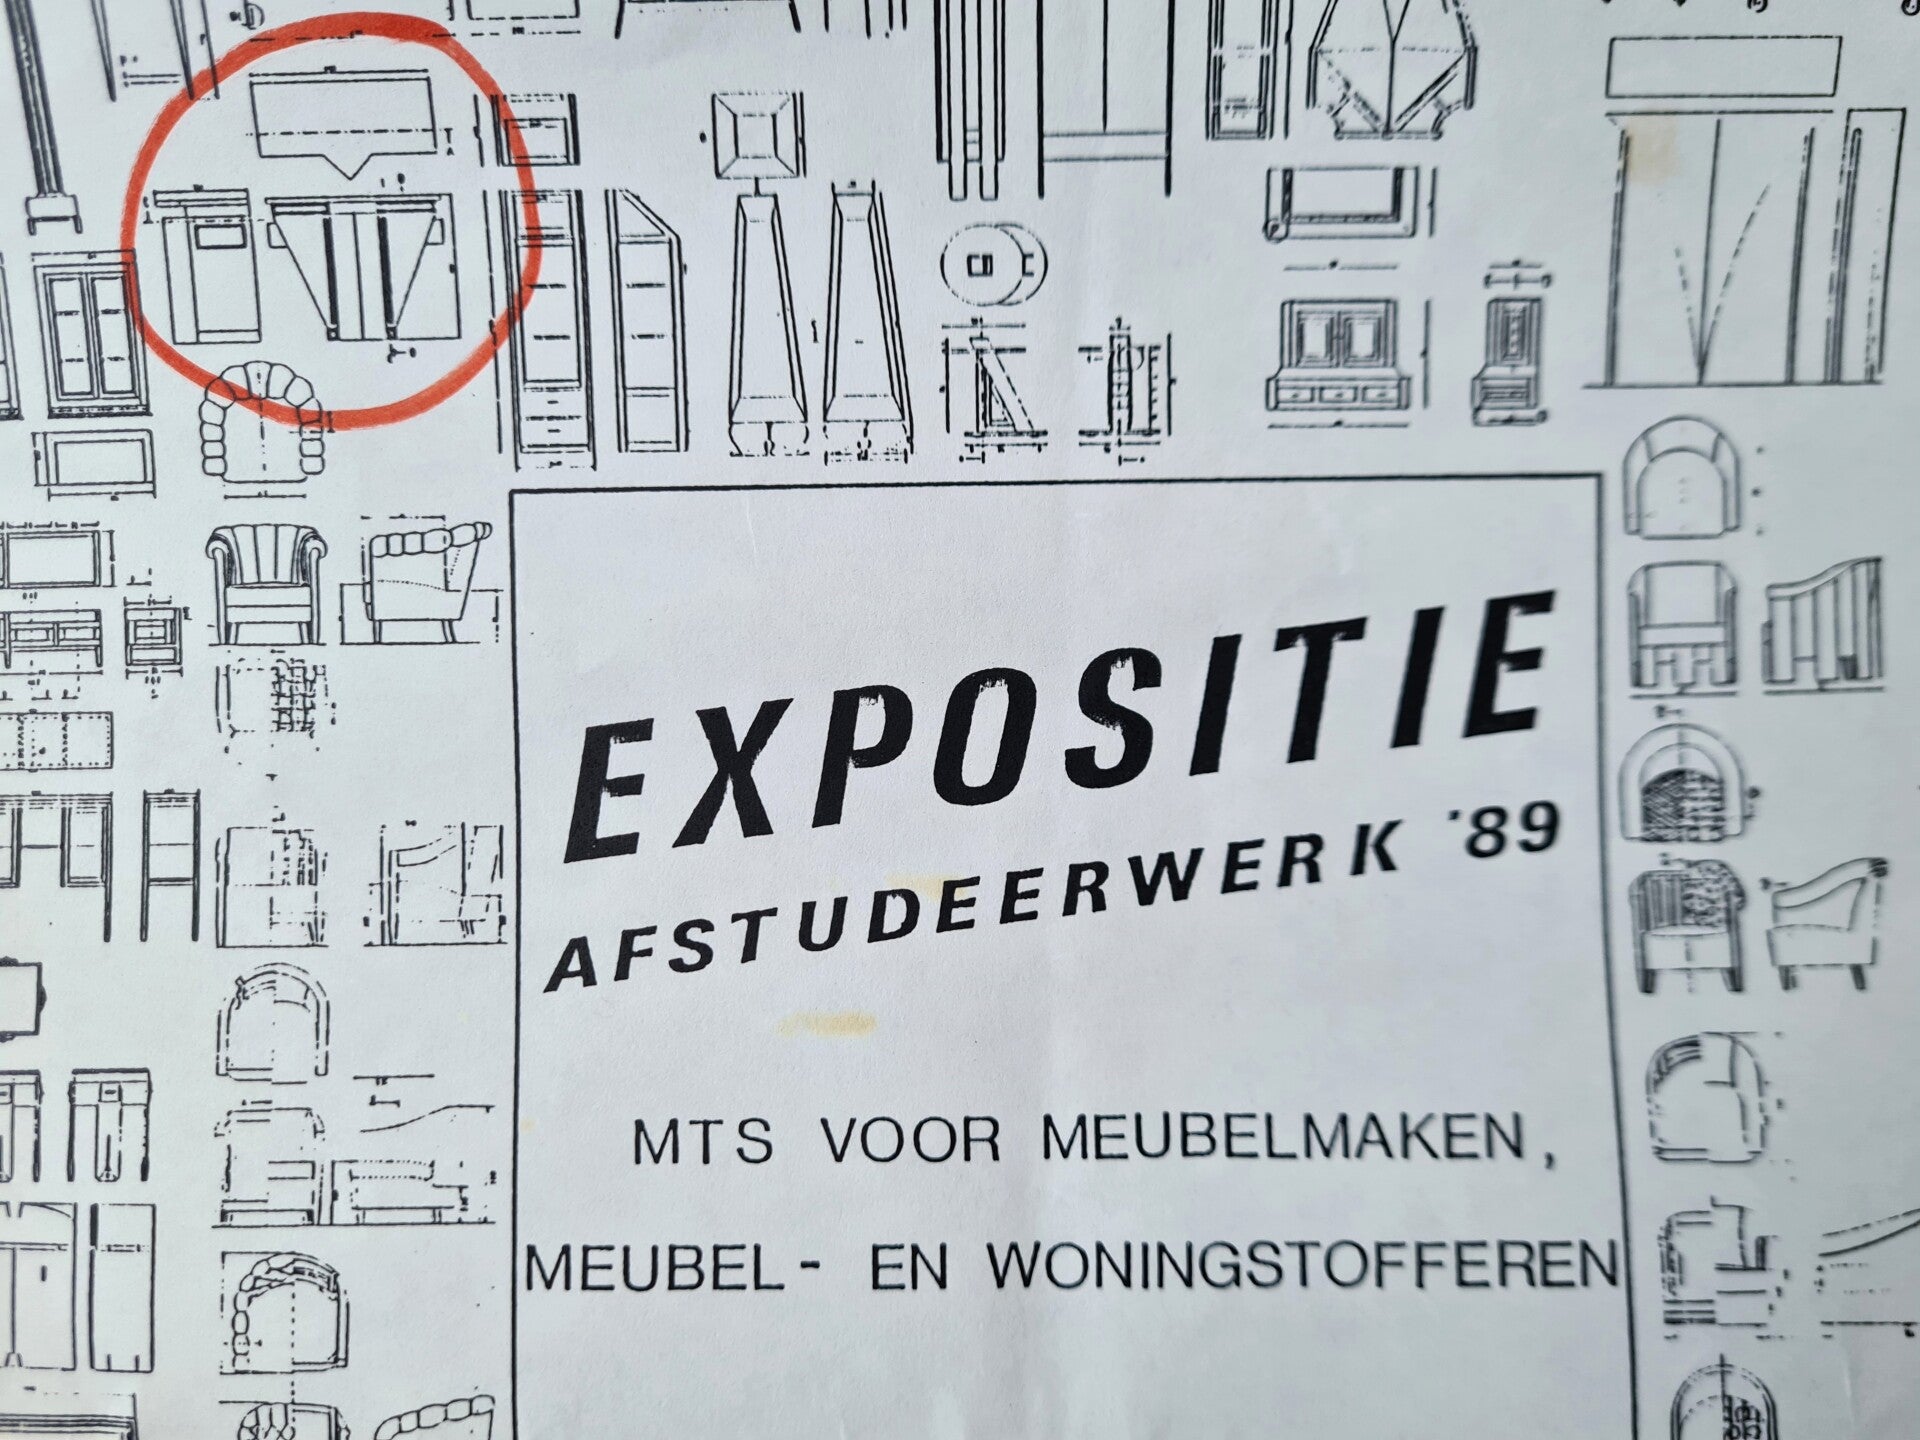 EXPOSITIE
AFSTUDEERWERK '89
MTS VOOR MEUBELMAKEN,
MEUBEL- EN WONINGSTOFFEREN